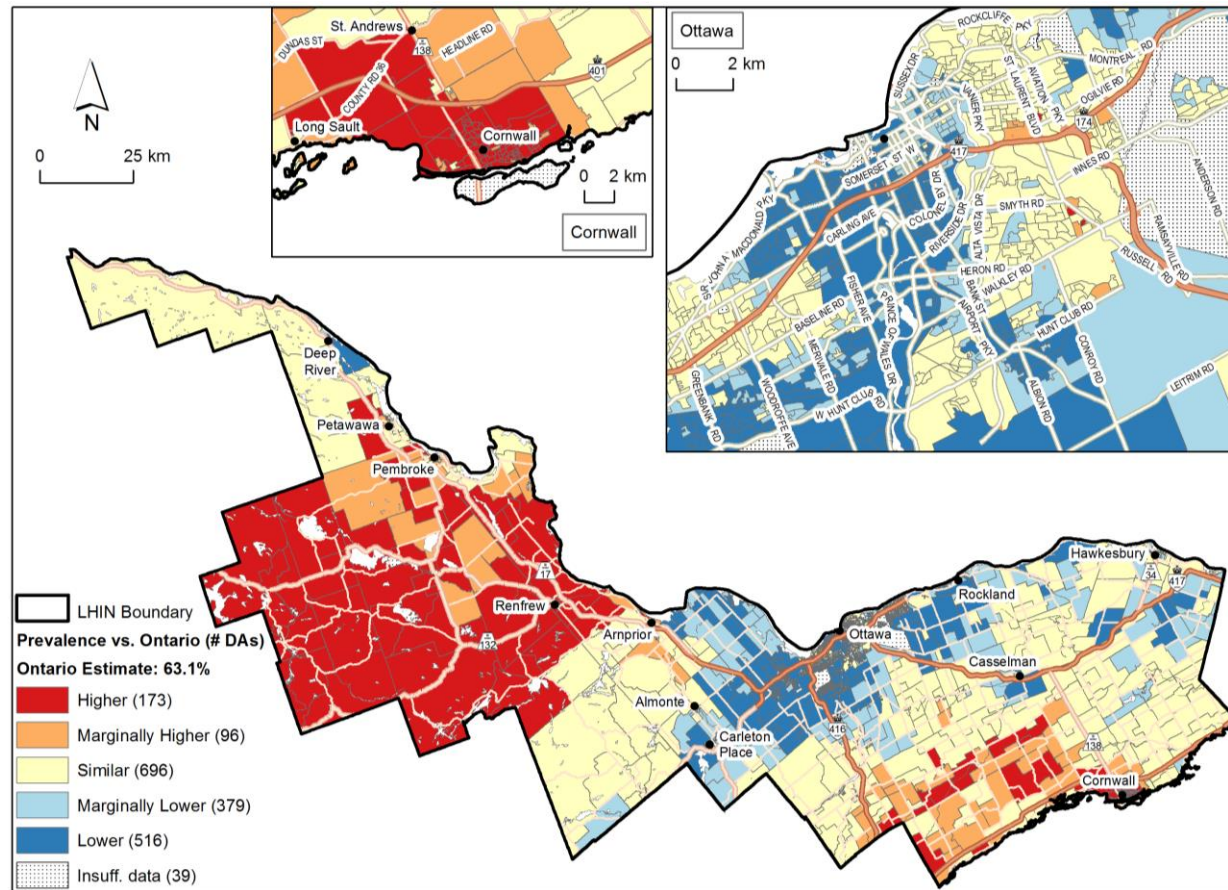 St. Andrews
DUNDAS ST
138
HEADLINE RD
COUNTY RD 36
401
Long Sault
Cornwall
0 2 km
Cornwall
N
0 25 km
Ottawa
0 2 km
ROCKCLIFFE PKY
SUSSEX DR
VANIER PKY
ST LAURENT BLVD
AVIATION PKY
MONTREAL RD
OGILVIE RD
174
417
SOMERSET ST W
INNES RD
ANDERSON RD
SIR JOHN A MACDONALD PKY
CARLING AVE
COLONEL BY DR
RIVERSIDE DR
ALTA VISTA DR
SMYTH RD
RAMSAYVILLE RD
RUSSELL RD
HERON RD
WALKLEY RD
BASELINE RD
FISHER AVE
PRINCE OF WALES DR
BANK ST
AIRPORT PKY
HUNT CLUB RD
MERIVALE RD
WOODROFFE AVE
GREENBANK RD
W HUNT CLUB RD
ALBION RD
CONROY RD
LEITRIM RD
Deep River
Petawawa
Pembroke
17
Renfrew
132
Arnprior
Almonte
Carleton Place
Ottawa
416
Rockland
Casselman
Hawkesbury
34
417
138
Cornwall
LHIN Boundary
Prevalence vs. Ontario (# DAs)
Ontario Estimate: 63.1%
Higher (173)
Marginally Higher (96)
Similar (696)
Marginally Lower (379)
Lower (516)
Insuff. data (39)